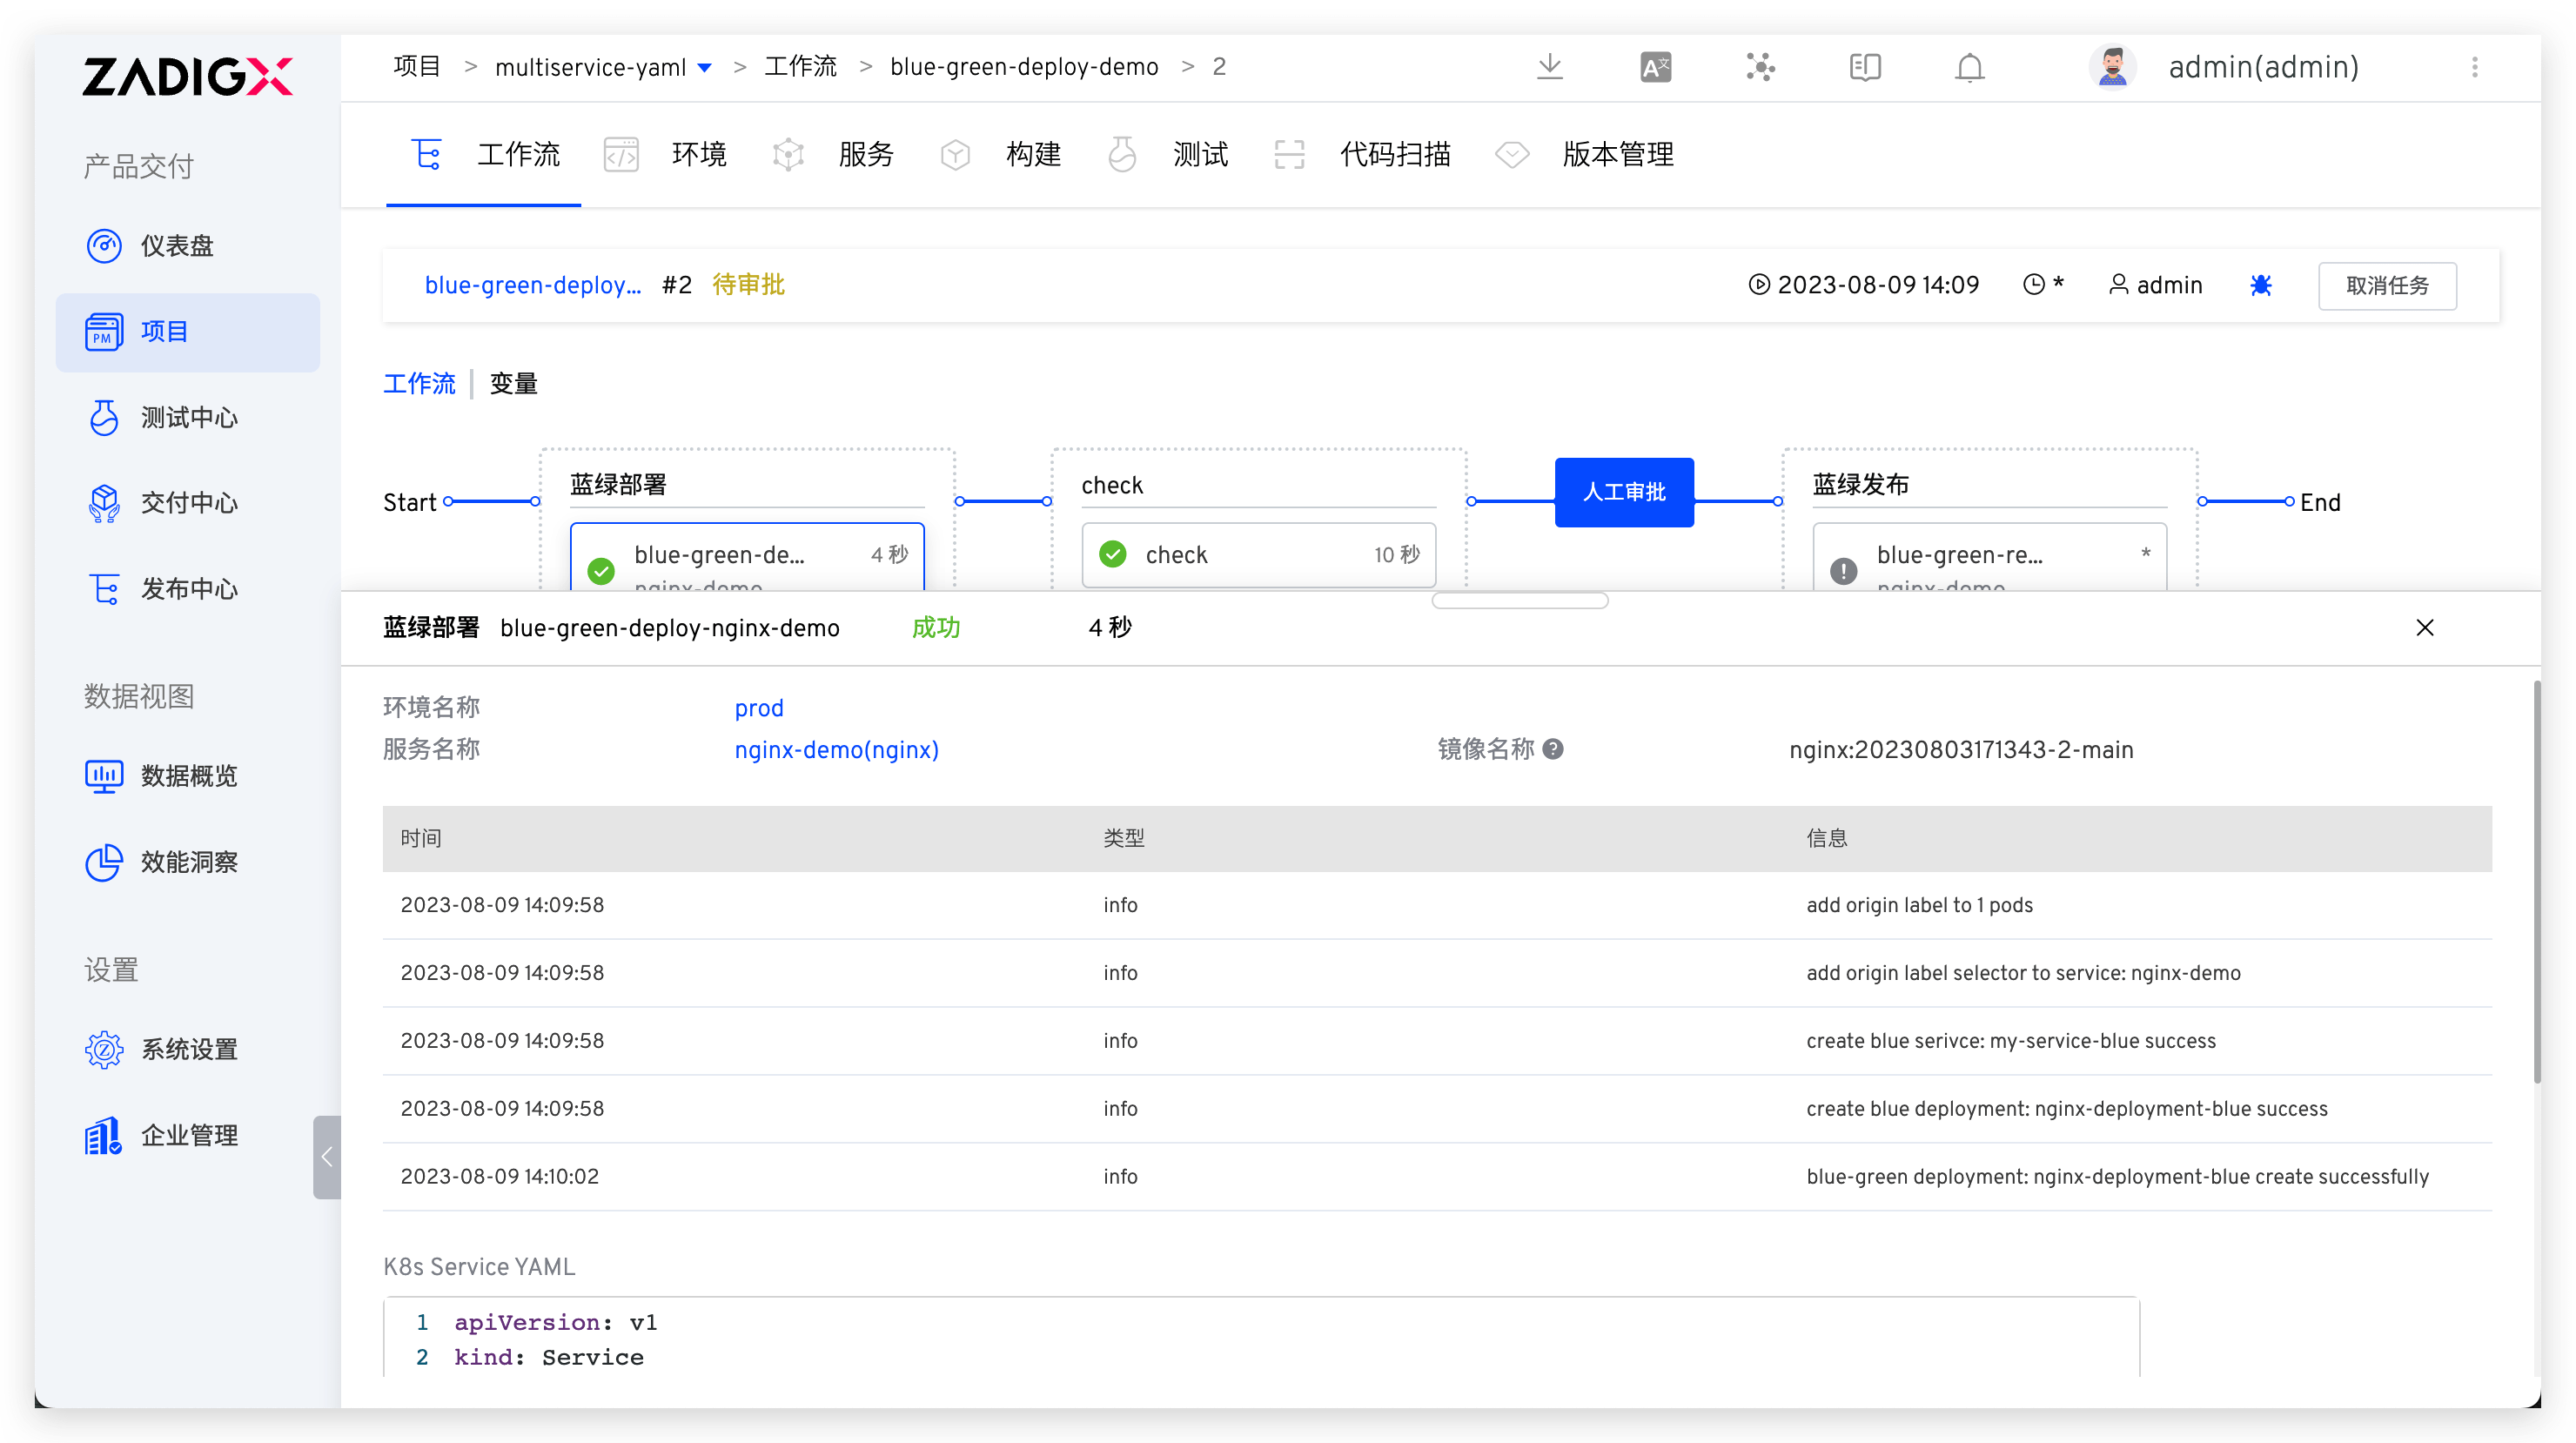 ZADIGX
产品交付
仪表盘
PM 项目
测试中心
交付中心
发布中心
数据视图
数据概览
效能洞察
设置
系统设置
企业管理
项目 > multiservice-yaml > 工作流 > blue-green-deploy-demo > 2
admin(admin)
工作流 环境 服务 构建 测试 代码扫描 版本管理
blue-green-deploy... #2 待审批 2023-08-09 14:09 * admin 取消任务
工作流 变量
Start 蓝绿部署 check 人工审批 蓝绿发布 End
blue-green-de... 4 秒 check 10 秒 blue-green-re... *
nginx-demo nginx-demo
蓝绿部署 blue-green-deploy-nginx-demo 成功 4 秒
环境名称 prod
服务名称 nginx-demo(nginx) 镜像名称 nginx:20230803171343-2-main
时间 类型 信息
2023-08-09 14:09:58 info add origin label to 1 pods
2023-08-09 14:09:58 info add origin label selector to service: nginx-demo
2023-08-09 14:09:58 info create blue serivce: my-service-blue success
2023-08-09 14:09:58 info create blue deployment: nginx-deployment-blue success
2023-08-09 14:10:02 info blue-green deployment: nginx-deployment-blue create successfully
K8s Service YAML
1 apiVersion: v1
2 kind: Service